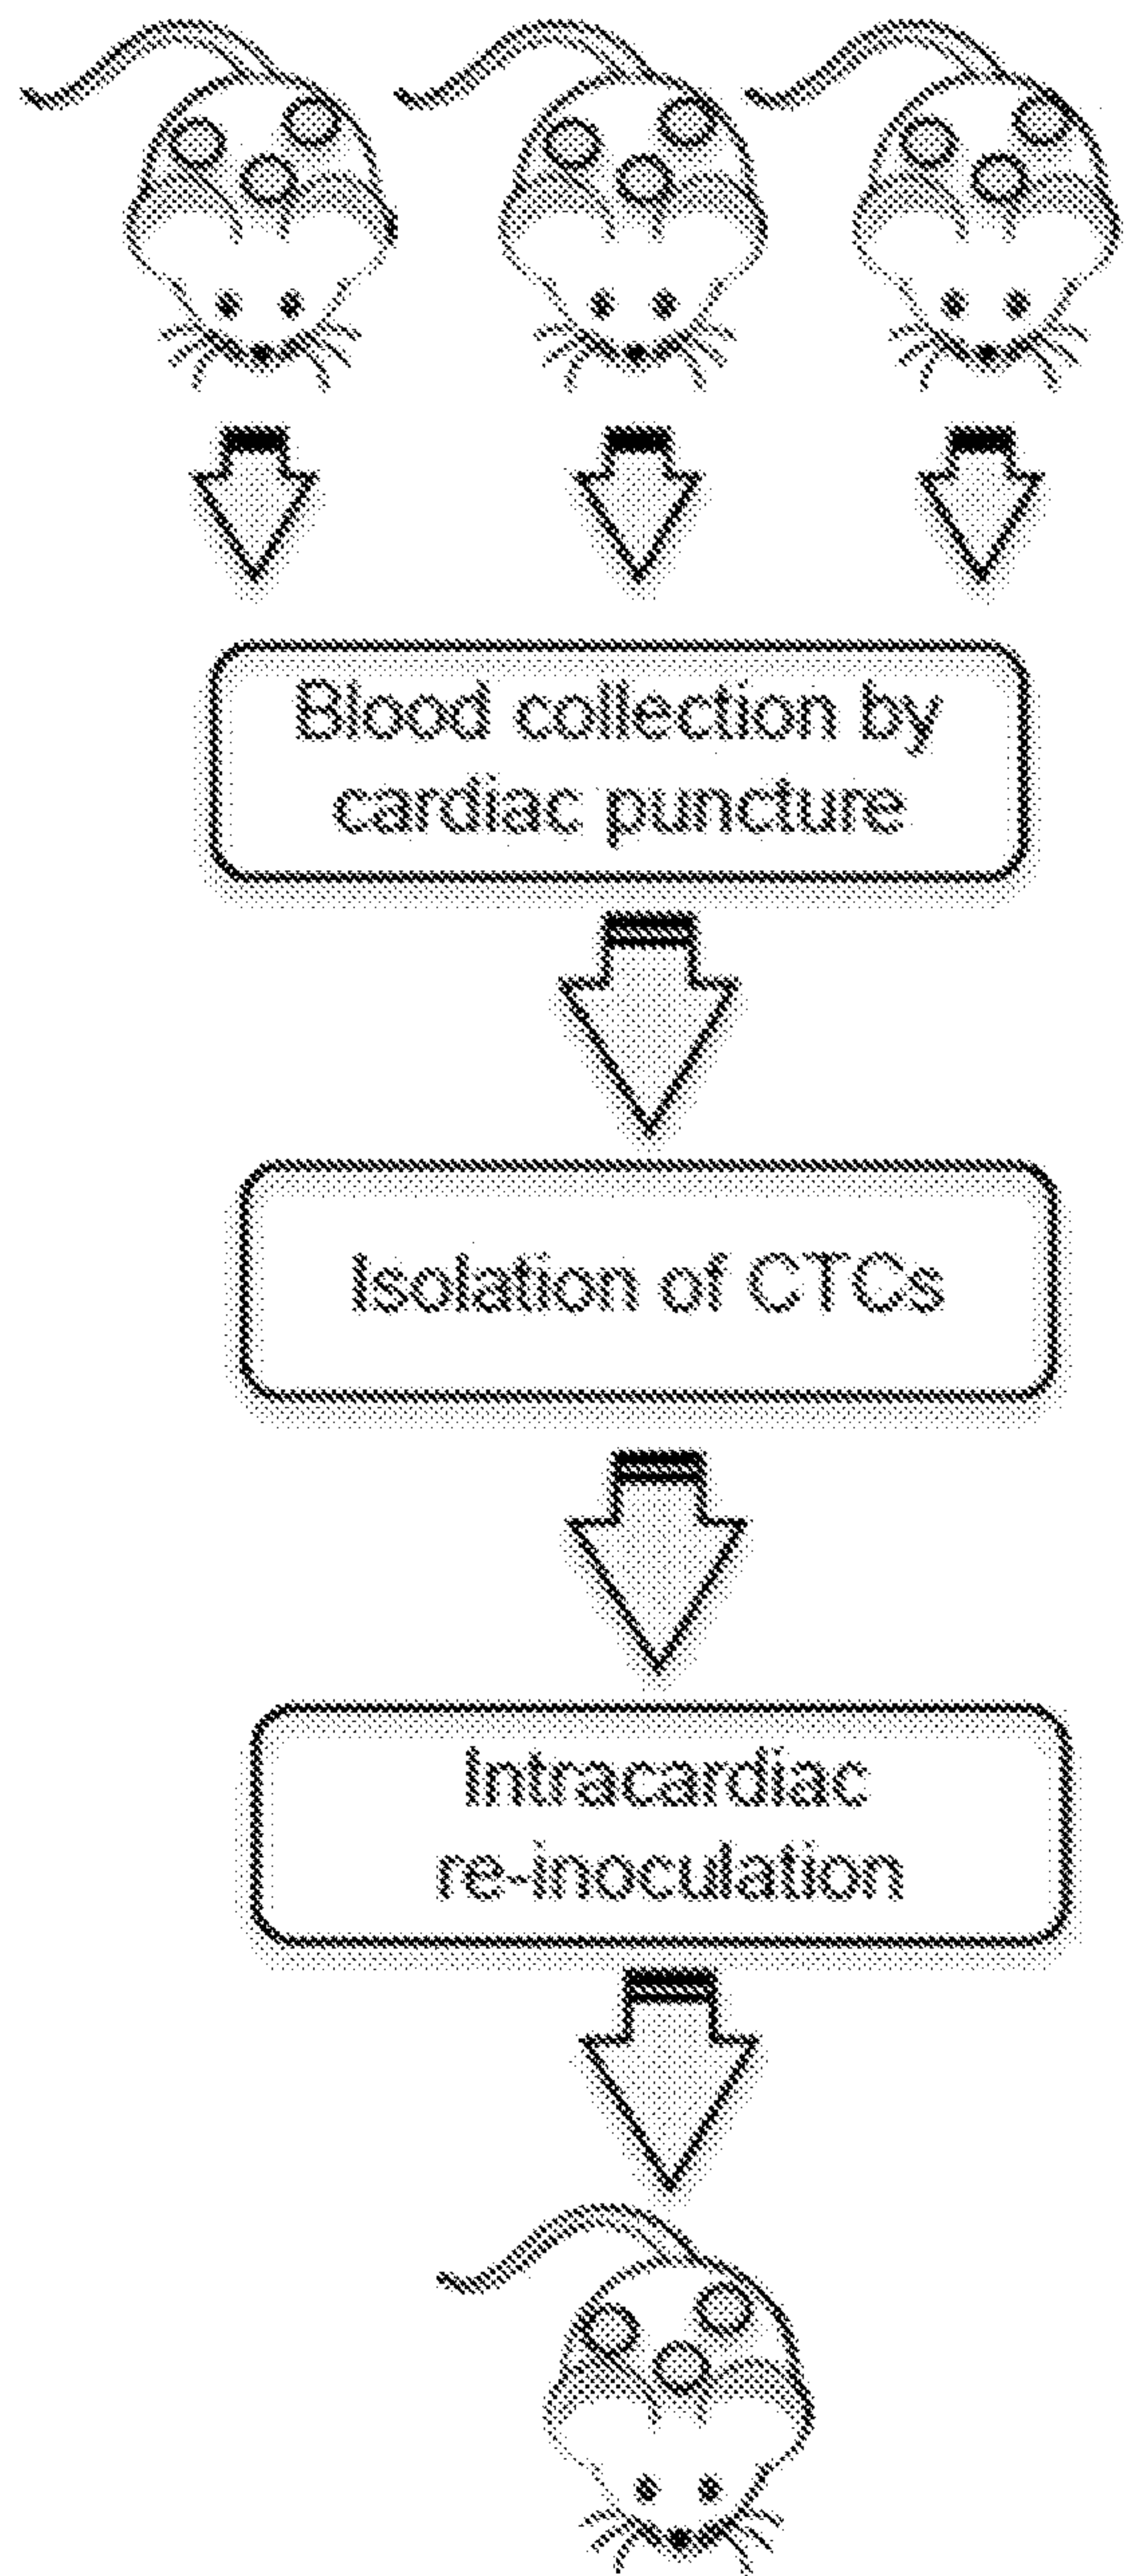 Blood collection by
cardiac puncture
Isolation of CTCs
Intracardiac
re-inoculation